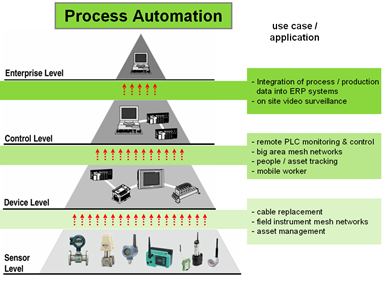 Process Automation
use case /
application
Enterprise Level
- Integration of process / production
data into ERP systems
- on site video surveillance
Control Level
- remote PLC monitoring & control
- big area mesh networks
- people / asset tracking
- mobile worker
Device Level
- cable replacement
- field instrument mesh networks
- asset management
Sensor
Level